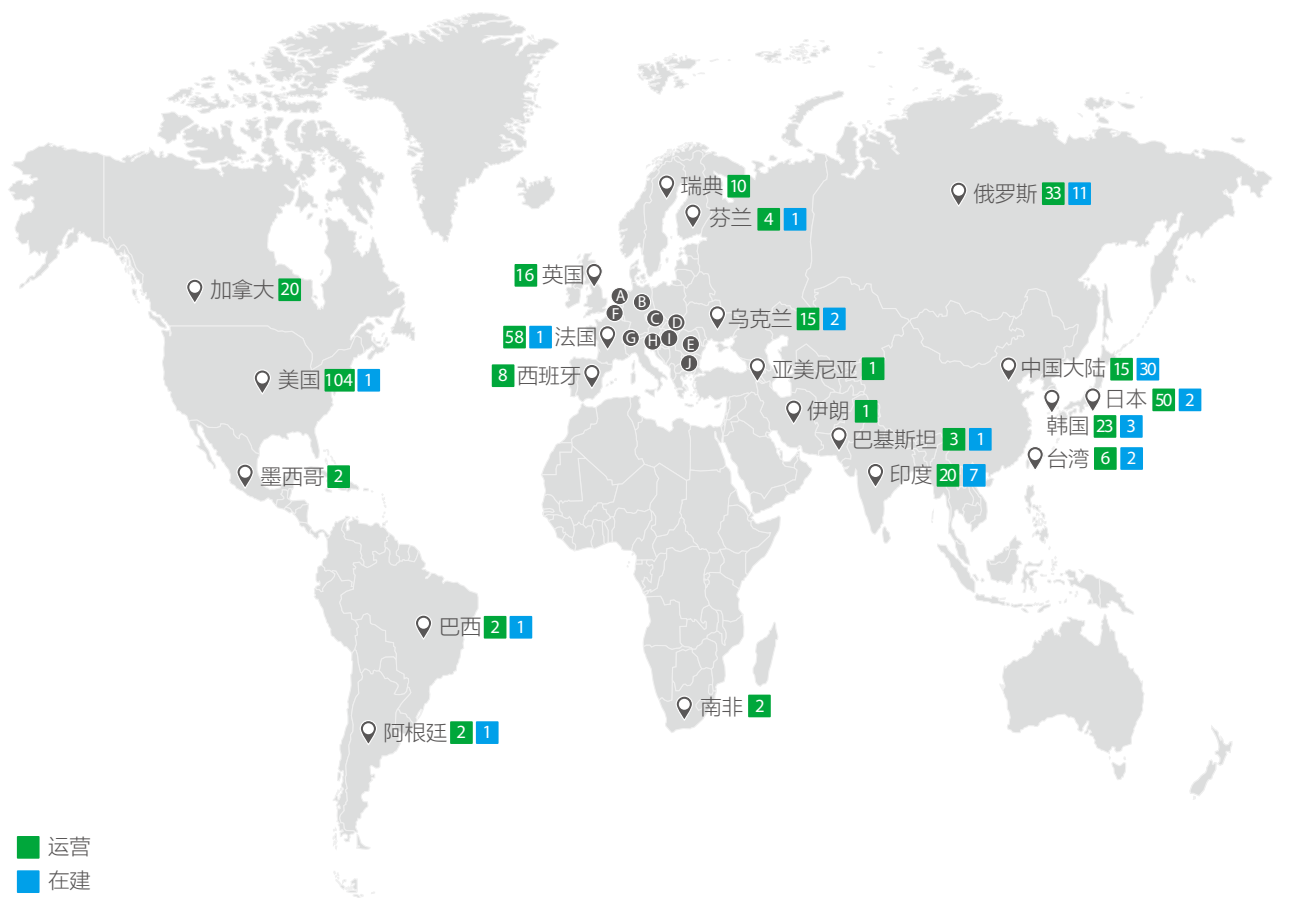 瑞典 10
俄罗斯 33 11
芬兰 4 1
16 英国
加拿大 20
A
B
F
C
D
乌克兰 15 2
58 1 法国
G
H
I
E
J
亚美尼亚 1
中国大陆 15 30
8 西班牙
美国 104 1
日本 50 2
伊朗 1
韩国 23 3
巴基斯坦 3 1
台湾 6 2
墨西哥 2
印度 20 7
巴西 2 1
南非 2
阿根廷 2 1
运营
在建